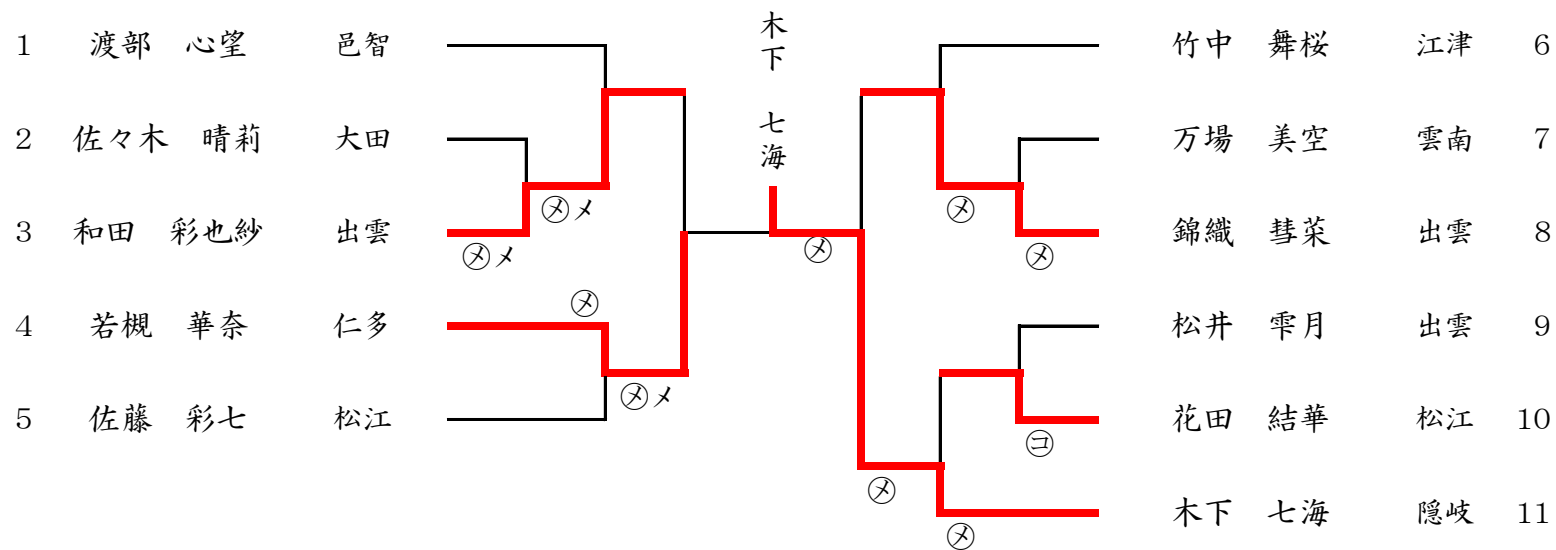 木下 七海
1 渡部 心望 邑智
2 佐々木 晴莉 大田
3 和田 彩也紗 出雲
4 若槻 華奈 仁多
5 佐藤 彩七 松江
㋱メ
㋱メ
㋱
㋱メ
㋱
竹中 舞桜 江津 6
万場 美空 雲南 7
錦織 彗菜 出雲 8
松井 雫月 出雲 9
花田 結華 松江 10
木下 七海 隠岐 11
㋱
㋱
㋙
㋱
㋱